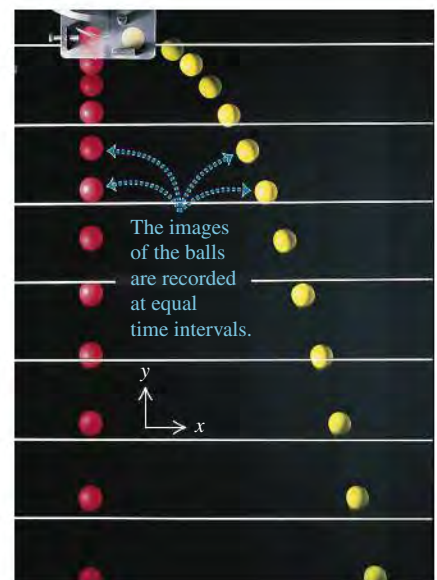 The images
of the balls
are recorded
at equal
time intervals.
y
x